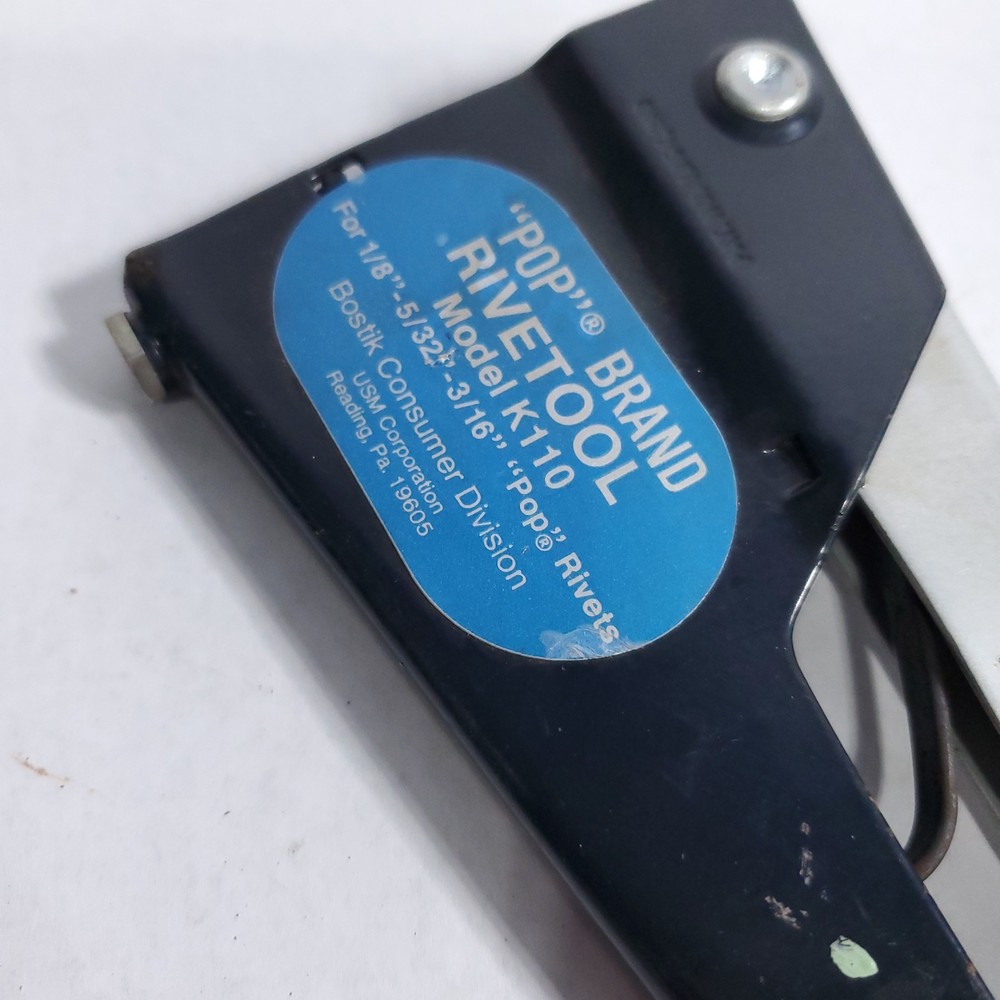 “POP”® BRAND
RIVETOOL
Model K110
For 1/8”-5/32”-3/16” “Pop® ” Rivets
Bostik Consumer Division
USM Corporation
Reading, Pa. 19605